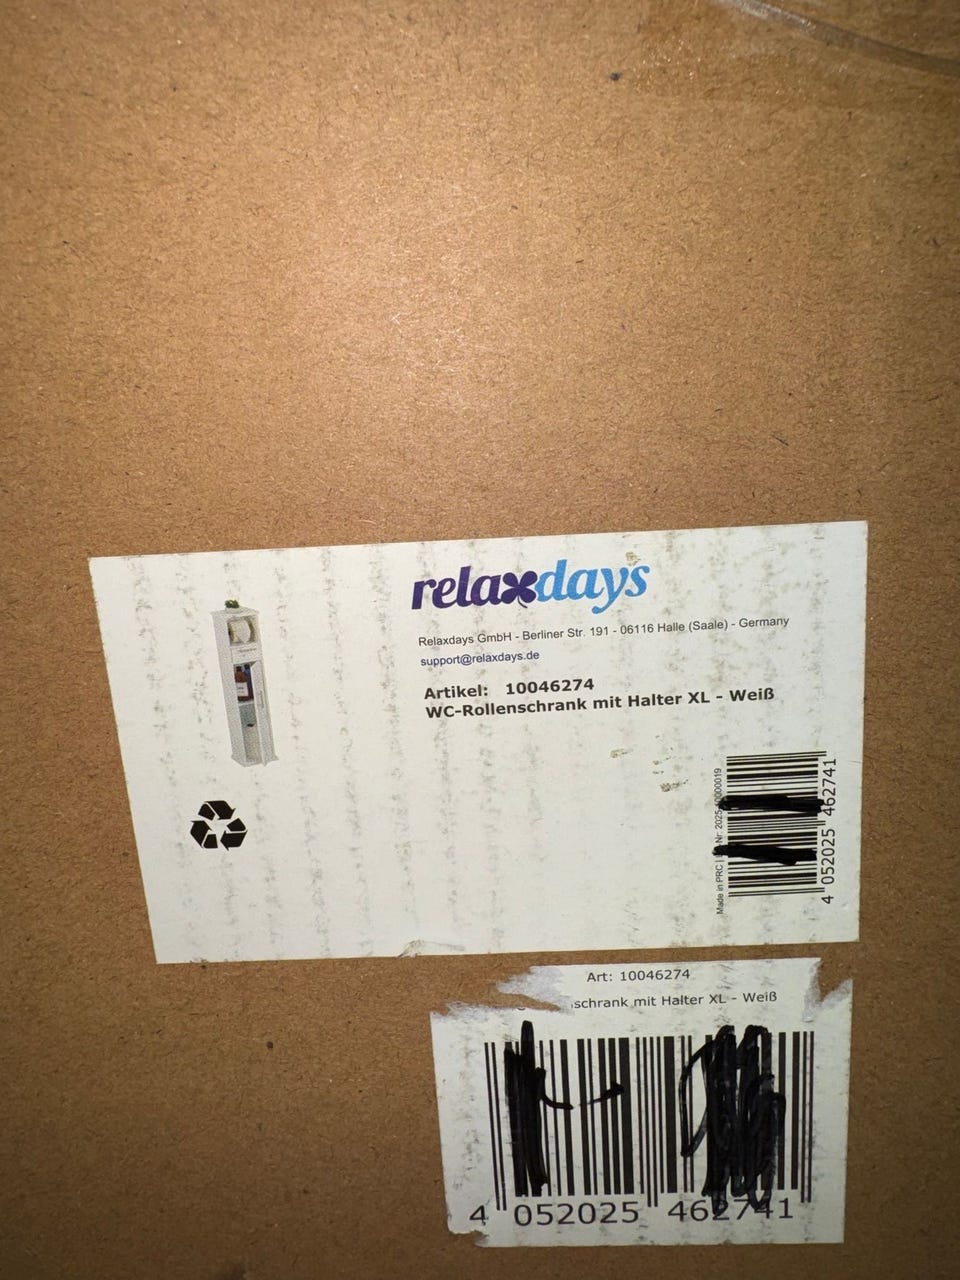 relaxdays
Relaxdays GmbH - Berliner Str. 191 - 06116 Halle (Saale) - Germany
support@relaxdays.de
Artikel: 10046274
WC-Rollenschrank mit Halter XL - Weiß
Made in PRC
4 052025 462741
Art: 10046274
schrank mit Halter XL - Weiß
4 052025 462741